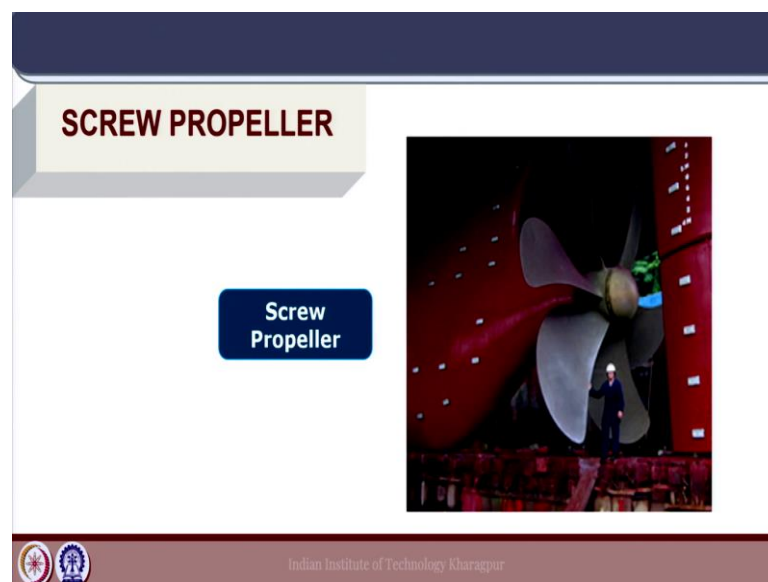 SCREW PROPELLER
Screw
Propeller
Indian Institute of Technology Kharagpur